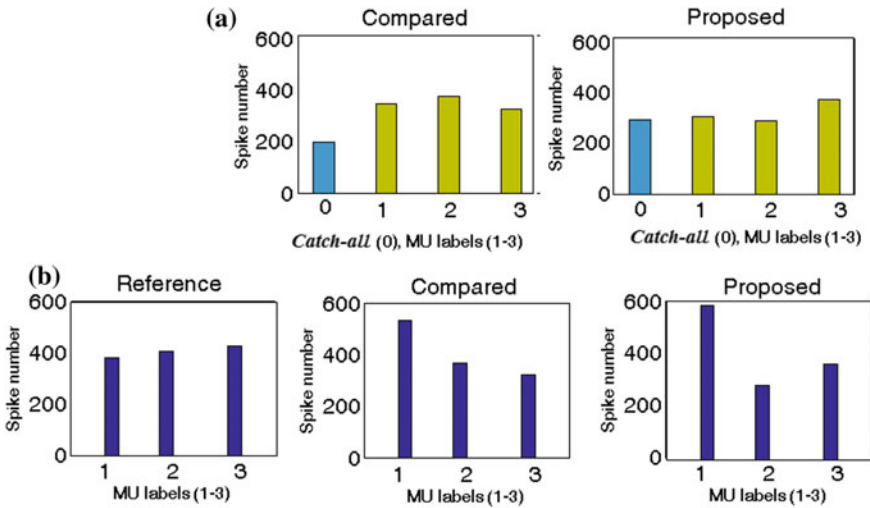 (a)
Compared
600
400
200
0
Spike number
0 1 2 3
Catch-all (0), MU labels (1-3)
Proposed
600
400
200
0
Spike number
0 1 2 3
Catch-all (0), MU labels (1-3)
(b)
Reference
600
400
200
0
Spike number
1 2 3
MU labels (1-3)
Compared
600
400
200
0
Spike number
1 2 3
MU labels (1-3)
Proposed
600
400
200
0
Spike number
1 2 3
MU labels (1-3)